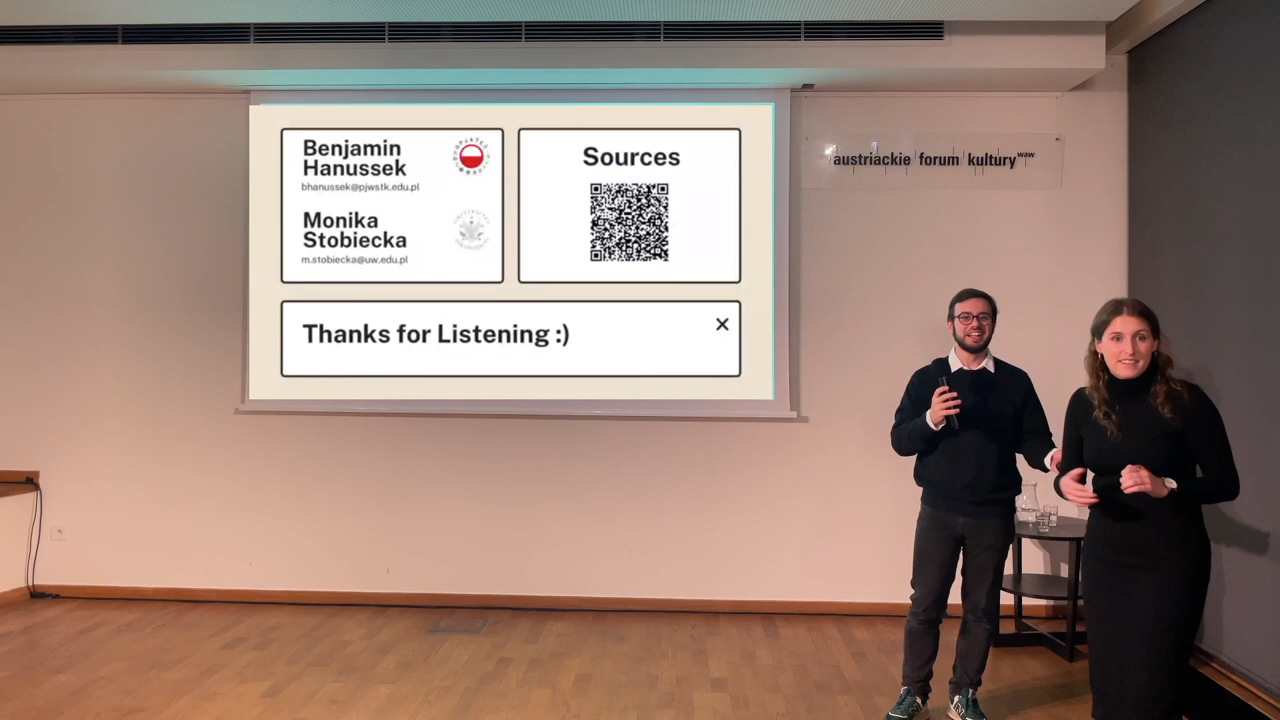 Benjamin
Hanussek
bhanussek@pjwstk.edu.pl
Monika
Stobiecka
m.stobiecka@uw.edu.pl
Sources
Thanks for Listening :)
austriackie forum kultury waw